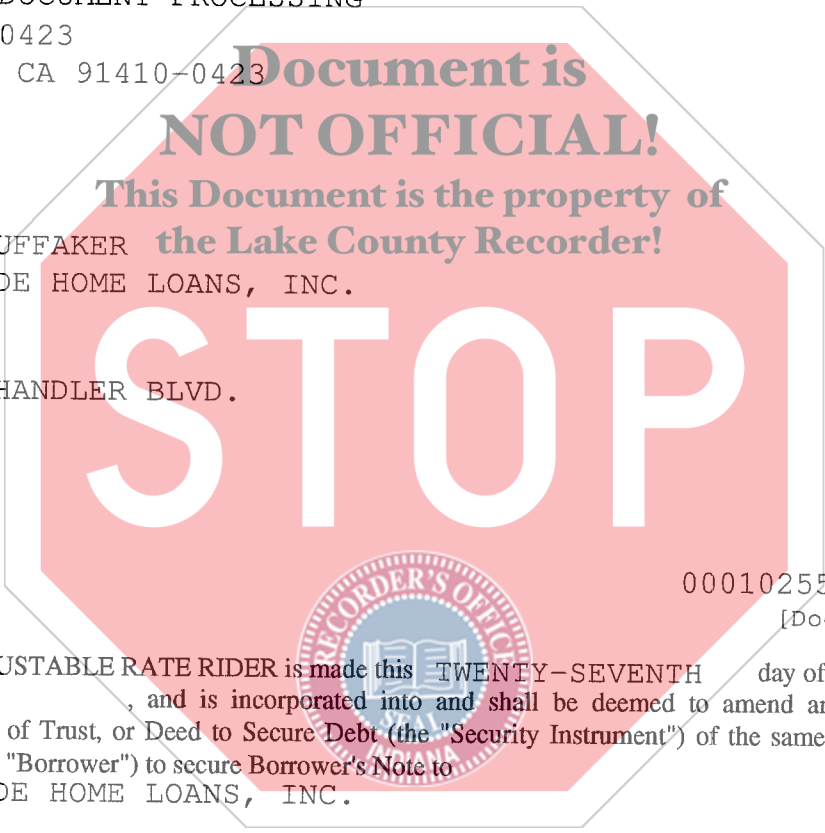 DOCUMENT PROCESSING
0423
CA 91410-0423
Document is
NOT OFFICIAL!
This Document is the property of
the Lake County Recorder!
UFFAKER
DE HOME LOANS, INC.
HANDLER BLVD.
STOP
00010255
[Do
RECORDER'S OFFICE
SEAL
INDIANA
USTABLE RATE RIDER is made this TWENTY-SEVENTH day of
, and is incorporated into and shall be deemed to amend an
of Trust, or Deed to Secure Debt (the "Security Instrument") of the same
"Borrower") to secure Borrower's Note to
DE HOME LOANS, INC.